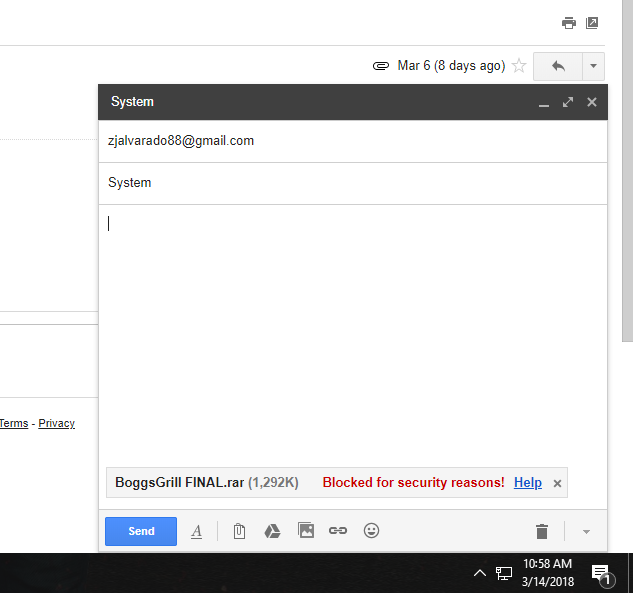 Mar 6 (8 days ago)
System
zjalvarado88@gmail.com
System
Terms - Privacy
BoggsGrill FINAL.rar (1,292K) Blocked for security reasons! Help
Send A
10:58 AM
3/14/2018
1